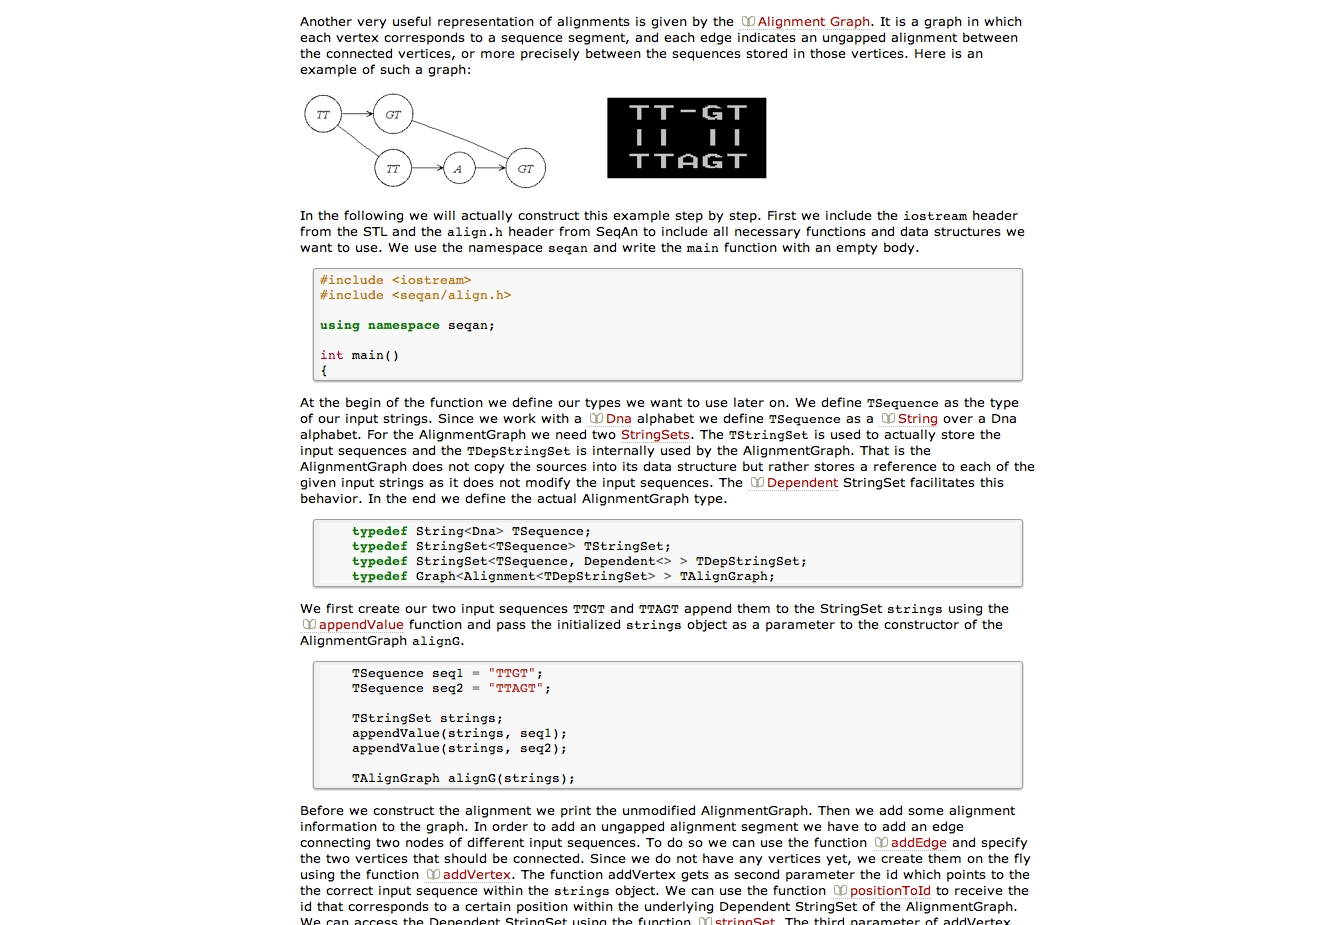 Another very useful representation of alignments is given by the Alignment Graph. It is a graph in which
each vertex corresponds to a sequence segment, and each edge indicates an ungapped alignment between
the connected vertices, or more precisely between the sequences stored in those vertices. Here is an
example of such a graph:
TT
GT
TT
A
GT
TT-GT
|| ||
TTAGT
In the following we will actually construct this example step by step. First we include the iostream header
from the STL and the align.h header from SeqAn to include all necessary functions and data structures we
want to use. We use the namespace seqan and write the main function with an empty body.
#include <iostream>
#include <seqan/align.h>
using namespace seqan;
int main()
{
At the begin of the function we define our types we want to use later on. We define TSequence as the type
of our input strings. Since we work with a Dna alphabet we define TSequence as a String over a Dna
alphabet. For the AlignmentGraph we need two StringSets. The TStringSet is used to actually store the
input sequences and the TDepStringSet is internally used by the AlignmentGraph. That is the
AlignmentGraph does not copy the sources into its data structure but rather stores a reference to each of the
given input strings as it does not modify the input sequences. The Dependent StringSet facilitates this
behavior. In the end we define the actual AlignmentGraph type.
typedef String<Dna> TSequence;
typedef StringSet<TSequence> TStringSet;
typedef StringSet<TSequence, Dependent<> > TDepStringSet;
typedef Graph<Alignment<TDepStringSet> > TAlignGraph;
We first create our two input sequences TTGT and TTAGT append them to the StringSet strings using the
appendValue function and pass the initialized strings object as a parameter to the constructor of the
AlignmentGraph alignG.
TSequence seq1 = "TTGT";
TSequence seq2 = "TTAGT";
TStringSet strings;
appendValue(strings, seq1);
appendValue(strings, seq2);
TAlignGraph alignG(strings);
Before we construct the alignment we print the unmodified AlignmentGraph. Then we add some alignment
information to the graph. In order to add an ungapped alignment segment we have to add an edge
connecting two nodes of different input sequences. To do so we can use the function addEdge and specify
the two vertices that should be connected. Since we do not have any vertices yet, we create them on the fly
using the function addVertex. The function addVertex gets as second parameter the id which points to the
the correct input sequence within the strings object. We can use the function positionToId to receive the
id that corresponds to a certain position within the underlying Dependent StringSet of the AlignmentGraph.
We can access the Dependent StringSet using the function stringSet. The third parameter of addVertex